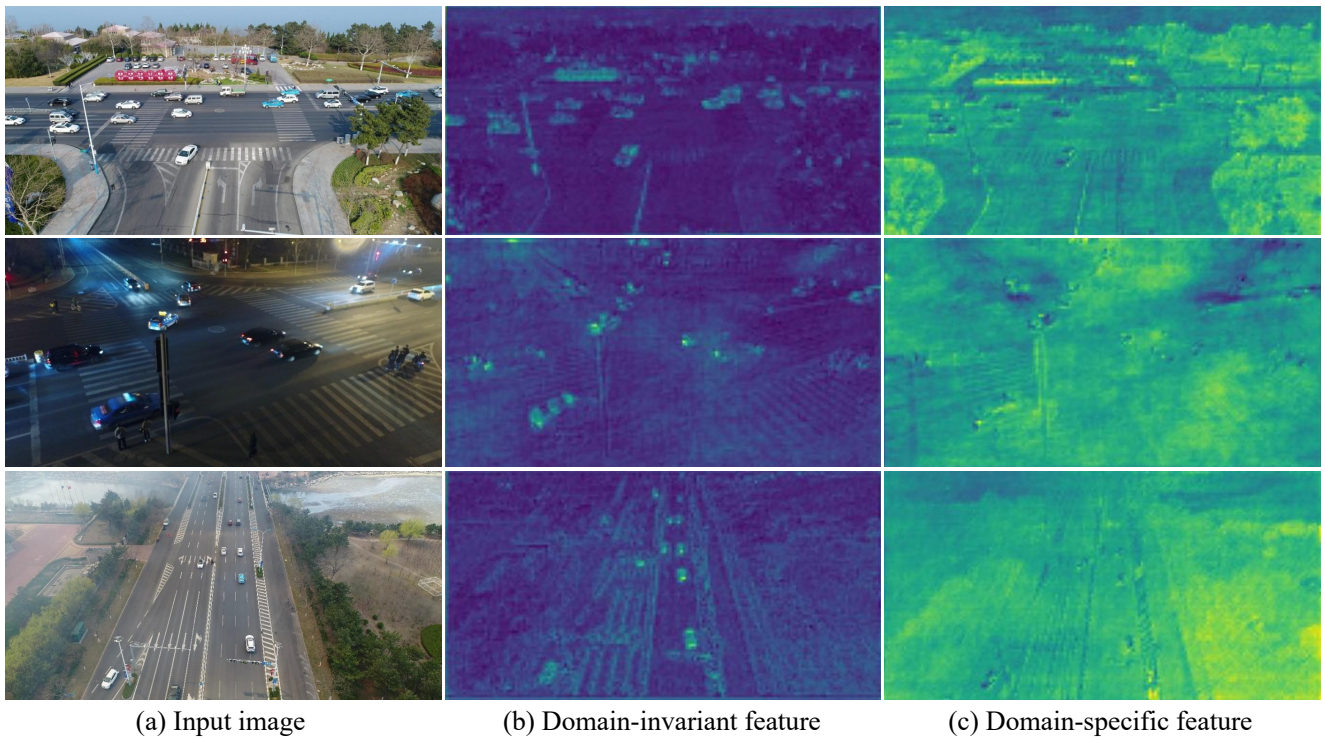 (a) Input image
(b) Domain-invariant feature
(c) Domain-specific feature